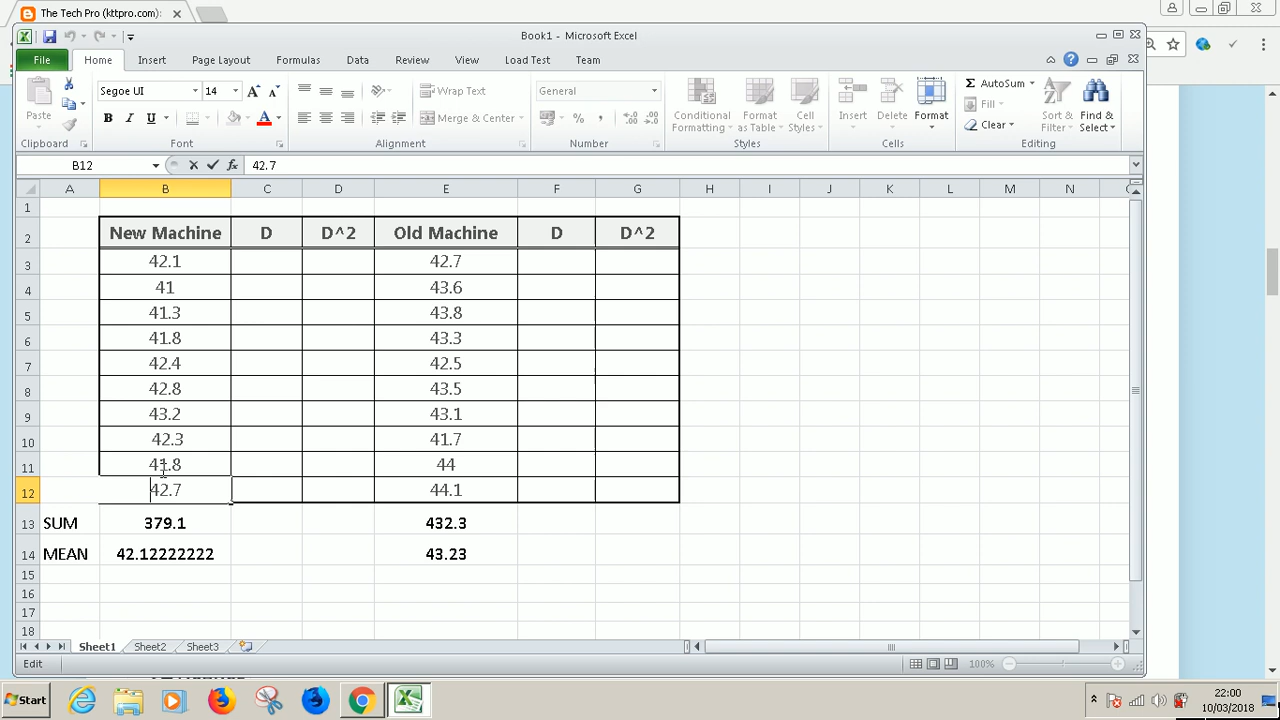 The Tech Pro (kttpro.com):
Book1 - Microsoft Excel
File Home Insert Page Layout Formulas Data Review View Load Test Team
Segoe UI 14 A A Wrap Text General AutoSum
Paste B I U A Merge & Center % , Conditional Formatting Format as Table Cell Styles Insert Delete Format Fill Clear Sort & Filter Find & Select
Clipboard Font Alignment Number Styles Cells Editing
B12 fx 42.7
A B C D E F G H I J K L M N
1
2 New Machine D D^2 Old Machine D D^2
3 42.1 42.7
4 41 43.6
5 41.3 43.8
6 41.8 43.3
7 42.4 42.5
8 42.8 43.5
9 43.2 43.1
10 42.3 41.7
11 41.8 44
12 42.7 44.1
13 SUM 379.1 432.3
14 MEAN 42.12222222 43.23
15
16
17
18
Sheet1 Sheet2 Sheet3
Edit 100%
Start 22:00
10/03/2018